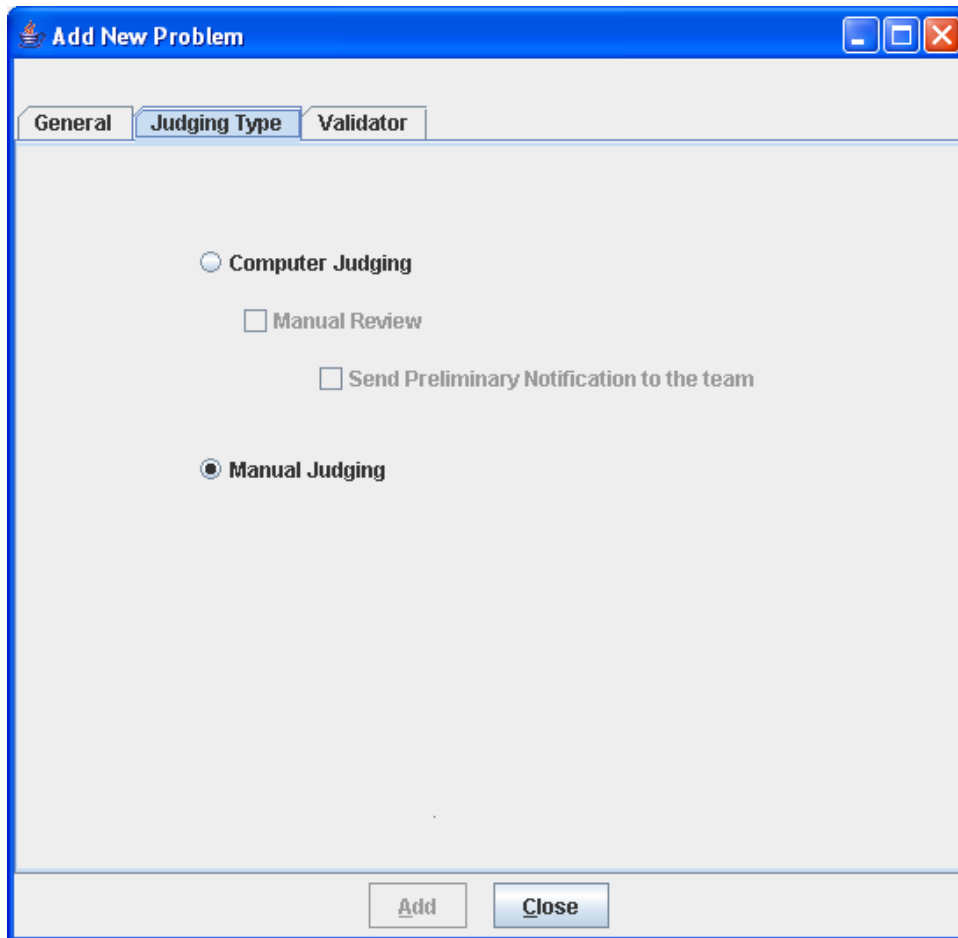 Add New Problem
General Judging Type Validator
Computer Judging
Manual Review
Send Preliminary Notification to the team
Manual Judging
Add Close